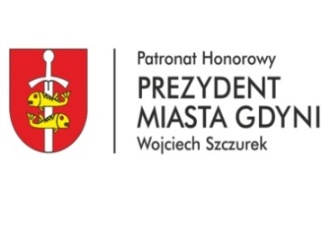 Patronat Honorowy
PREZYDENT
MIASTA GDYNI
Wojciech Szczurek